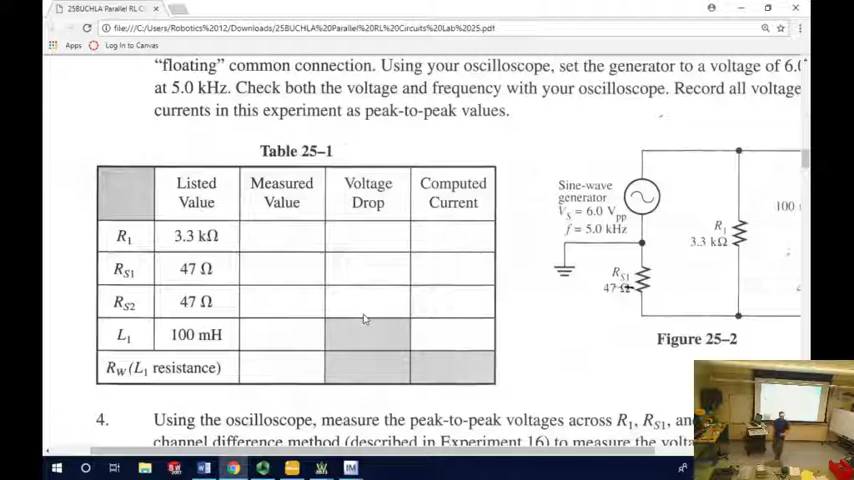 25BUCHLA Parallel RL Ci
file:///C:/Users/Robotics%2012/Downloads/25BUCHLA%20Parallel%20RL%20Circuits%20Lab%2025.pdf
Apps Log In to Canvas
“floating” common connection. Using your oscilloscope, set the generator to a voltage of 6.0
at 5.0 kHz. Check both the voltage and frequency with your oscilloscope. Record all voltage
currents in this experiment as peak-to-peak values.
Table 25–1
Listed Value Measured Value Voltage Drop Computed Current
R1 3.3 kΩ
RS1 47 Ω
RS2 47 Ω
L1 100 mH
RW (L1 resistance)
Sine-wave
generator
Vs = 6.0 Vpp
f = 5.0 kHz
R1
3.3 kΩ
100
RS1
47 Ω
Figure 25–2
4. Using the oscilloscope, measure the peak-to-peak voltages across R1, RS1, an
channel difference method (described in Experiment 16) to measure the volta